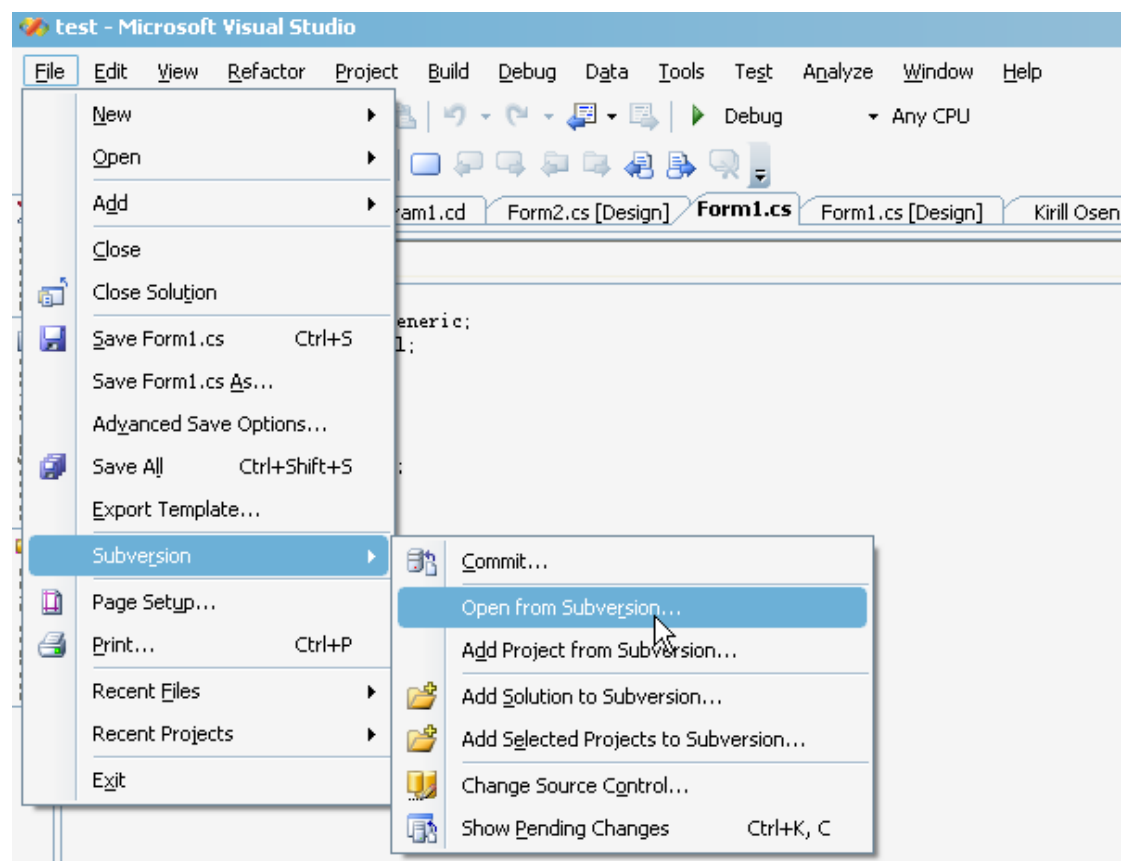 test - Microsoft Visual Studio
File Edit View Refactor Project Build Debug Data Tools Test Analyze Window Help
New
Debug Any CPU
Open
Add
ram1.cd Form2.cs [Design] Form1.cs Form1.cs [Design] Kirill Osen
Close
Close Solution
eneric;
Save Form1.cs Ctrl+S
l;
Save Form1.cs As...
Advanced Save Options...
Save All Ctrl+Shift+S
;
Export Template...
Subversion
Page Setup...
Print... Ctrl+P
Recent Files
Recent Projects
Exit
Commit...
Open from Subversion...
Add Project from Subversion...
Add Solution to Subversion...
Add Selected Projects to Subversion...
Change Source Control...
Show Pending Changes Ctrl+K, C